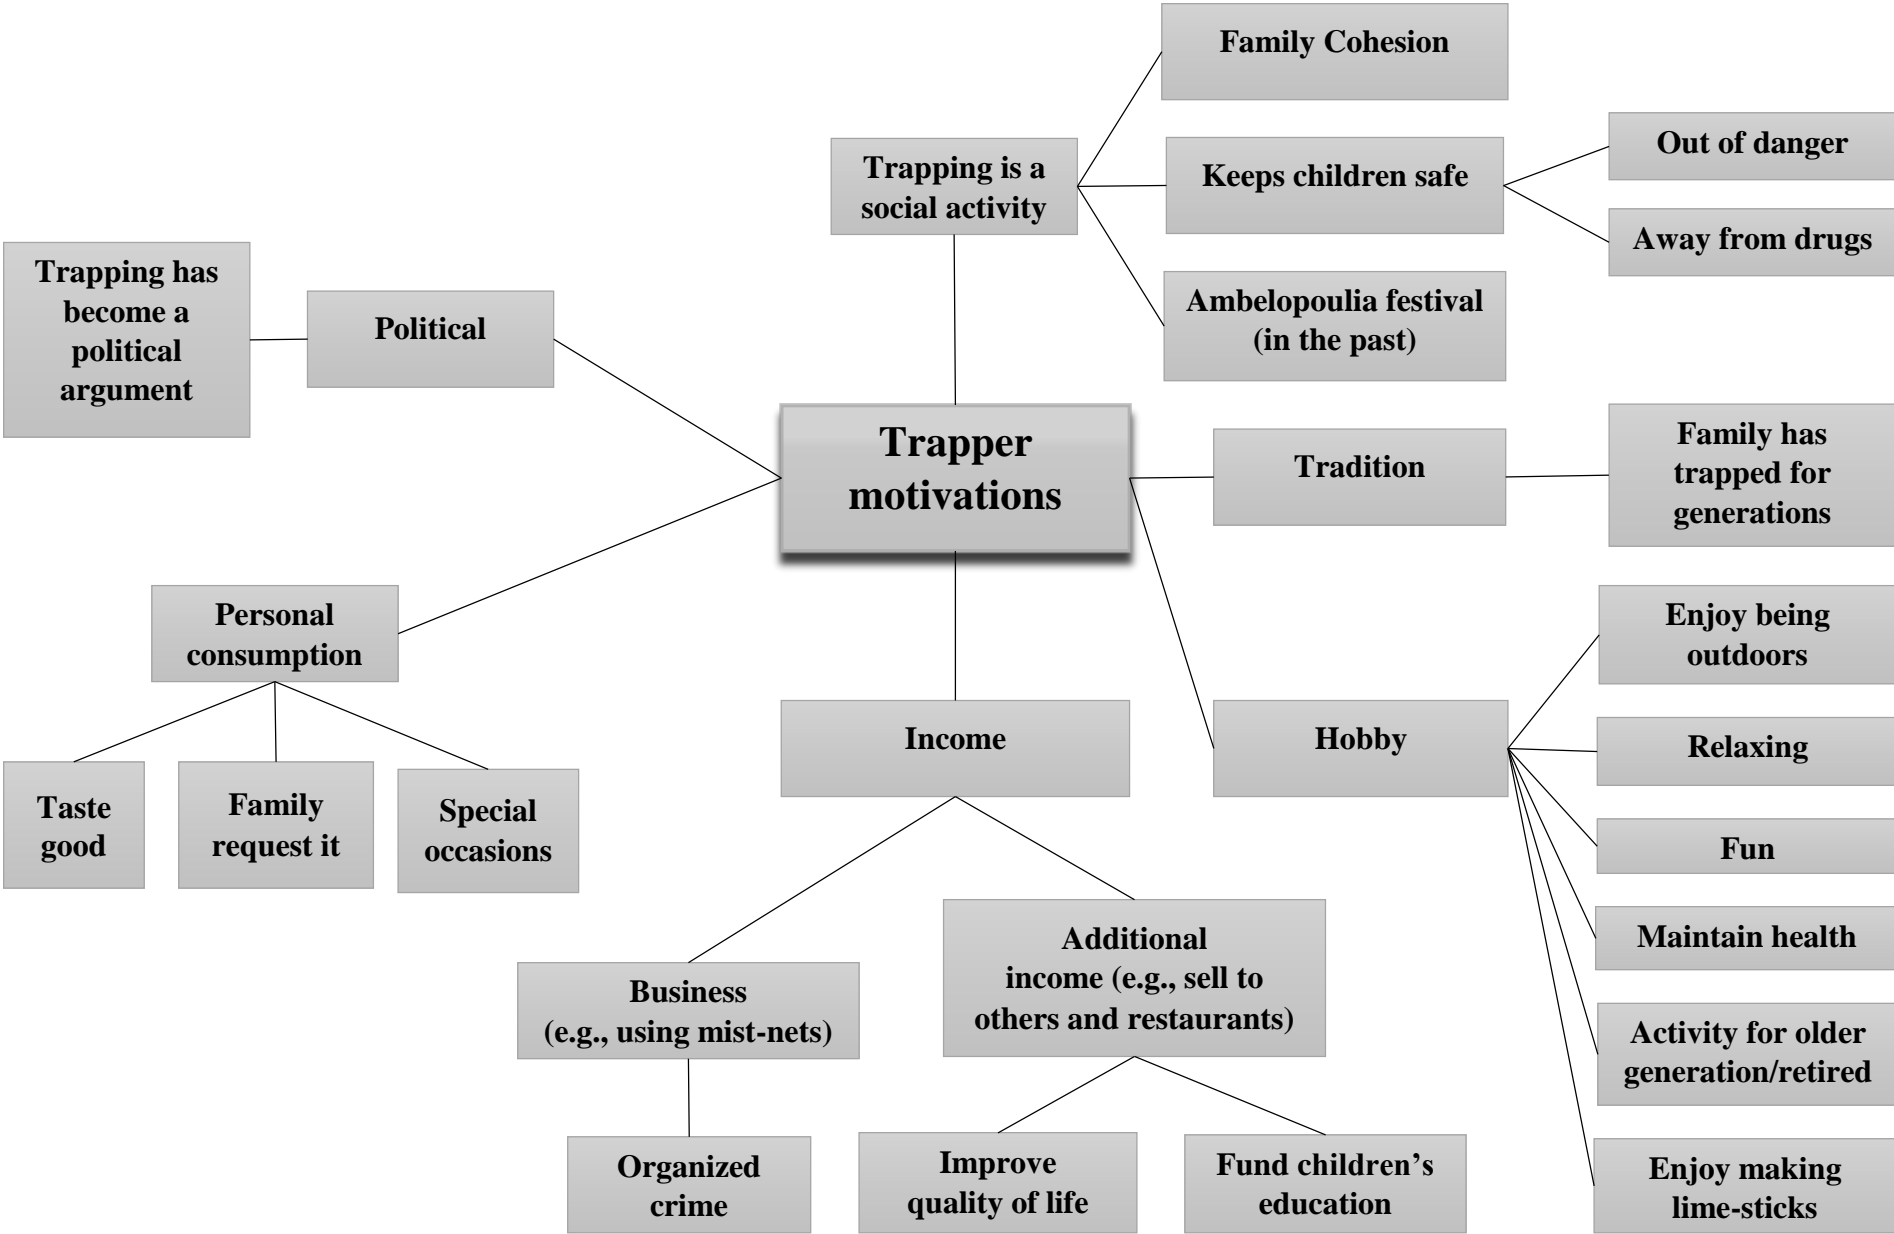 Family Cohesion
Trapping is a
social activity
Keeps children safe
Out of danger
Away from drugs
Ambelopoulia festival
(in the past)
Trapping has
become a
political
argument
Political
Trapper
motivations
Tradition
Family has
trapped for
generations
Personal
consumption
Taste
good
Family
request it
Special
occasions
Income
Hobby
Enjoy being
outdoors
Relaxing
Fun
Maintain health
Activity for older
generation/retired
Enjoy making
lime-sticks
Business
(e.g., using mist-nets)
Additional
income (e.g., sell to
others and restaurants)
Organized
crime
Improve
quality of life
Fund children’s
education